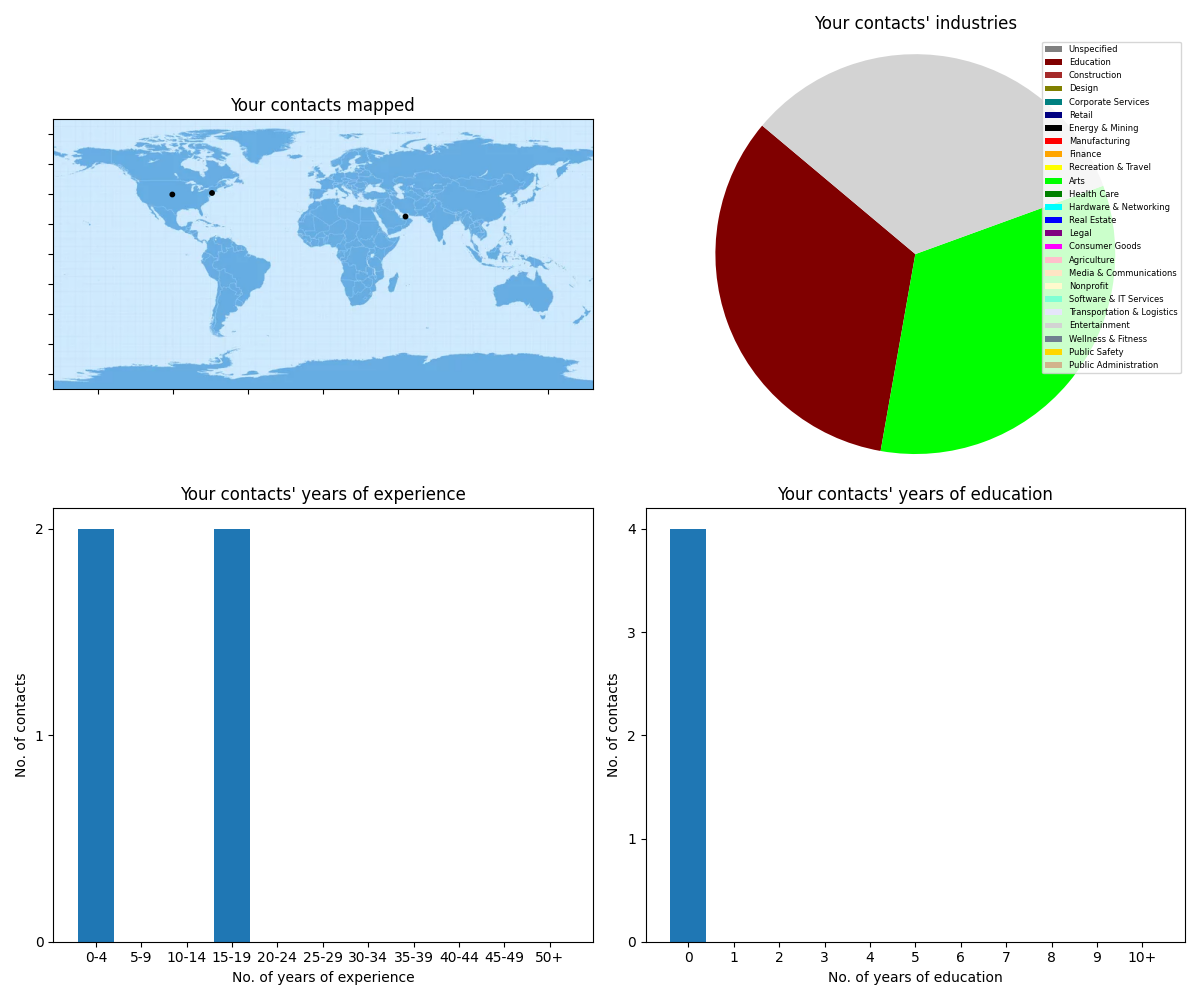 Your contacts' industries
Unspecified
Education
Construction
Design
Corporate Services
Retail
Energy & Mining
Manufacturing
Finance
Recreation & Travel
Arts
Health Care
Hardware & Networking
Real Estate
Legal
Consumer Goods
Agriculture
Media & Communications
Nonprofit
Software & IT Services
Transportation & Logistics
Entertainment
Wellness & Fitness
Public Safety
Public Administration
Your contacts mapped
Your contacts' years of experience
No. of contacts
2
1
0
0-4 5-9 10-14 15-19 20-24 25-29 30-34 35-39 40-44 45-49 50+
No. of years of experience
Your contacts' years of education
No. of contacts
4
3
2
1
0
0 1 2 3 4 5 6 7 8 9 10+
No. of years of education